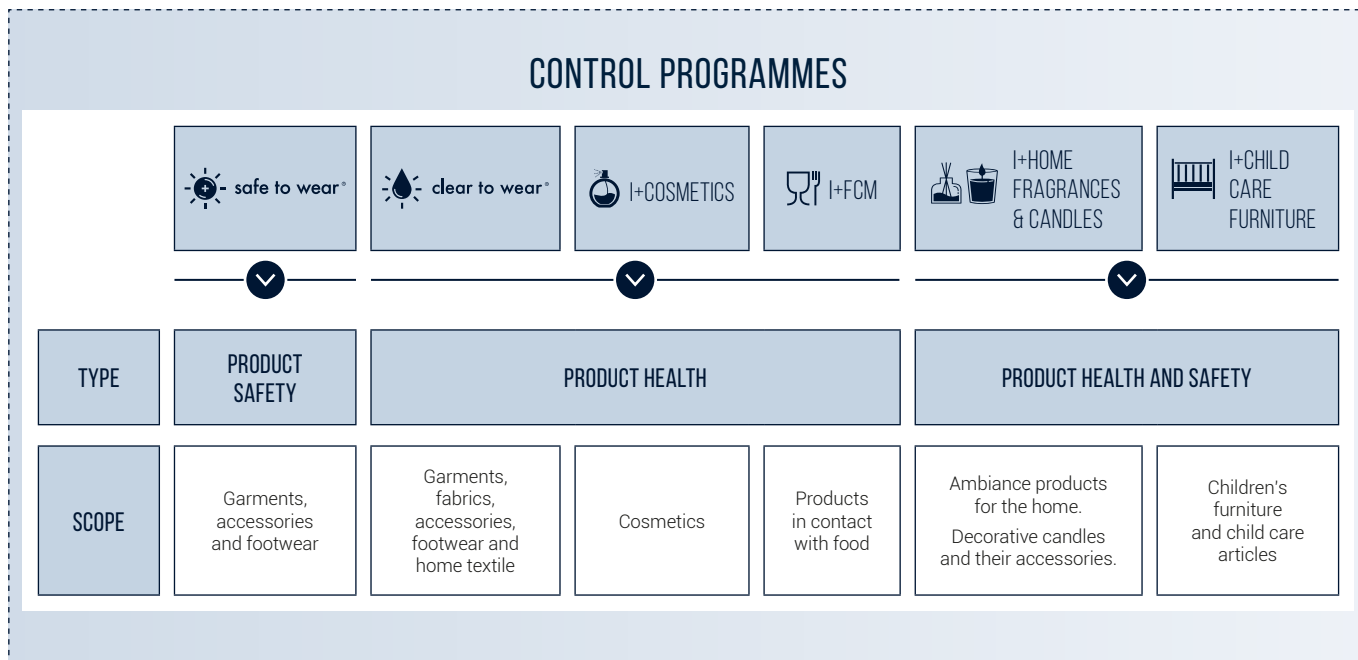 CONTROL PROGRAMMES
safe to wear®
clear to wear®
I+COSMETICS
I+FCM
I+HOME
FRAGRANCES
& CANDLES
I+CHILD
CARE
FURNITURE
TYPE
PRODUCT
SAFETY
PRODUCT HEALTH
PRODUCT HEALTH AND SAFETY
SCOPE
Garments,
accessories
and footwear
Garments,
fabrics,
accessories,
footwear and
home textile
Cosmetics
Products
in contact
with food
Ambiance products
for the home.
Decorative candles
and their accessories.
Children's
furniture
and child care
articles